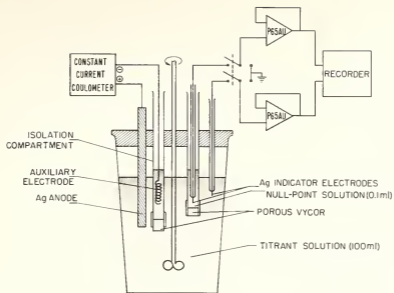 CONSTANT
CURRENT
COULOMETER
⊖
⊕
P65AU
P65AU
RECORDER
ISOLATION
COMPARTMENT
AUXILIARY
ELECTRODE
Ag ANODE
Ag INDICATOR ELECTRODES
NULL-POINT SOLUTION (0.1ml)
POROUS VYCOR
TITRANT SOLUTION (100ml)